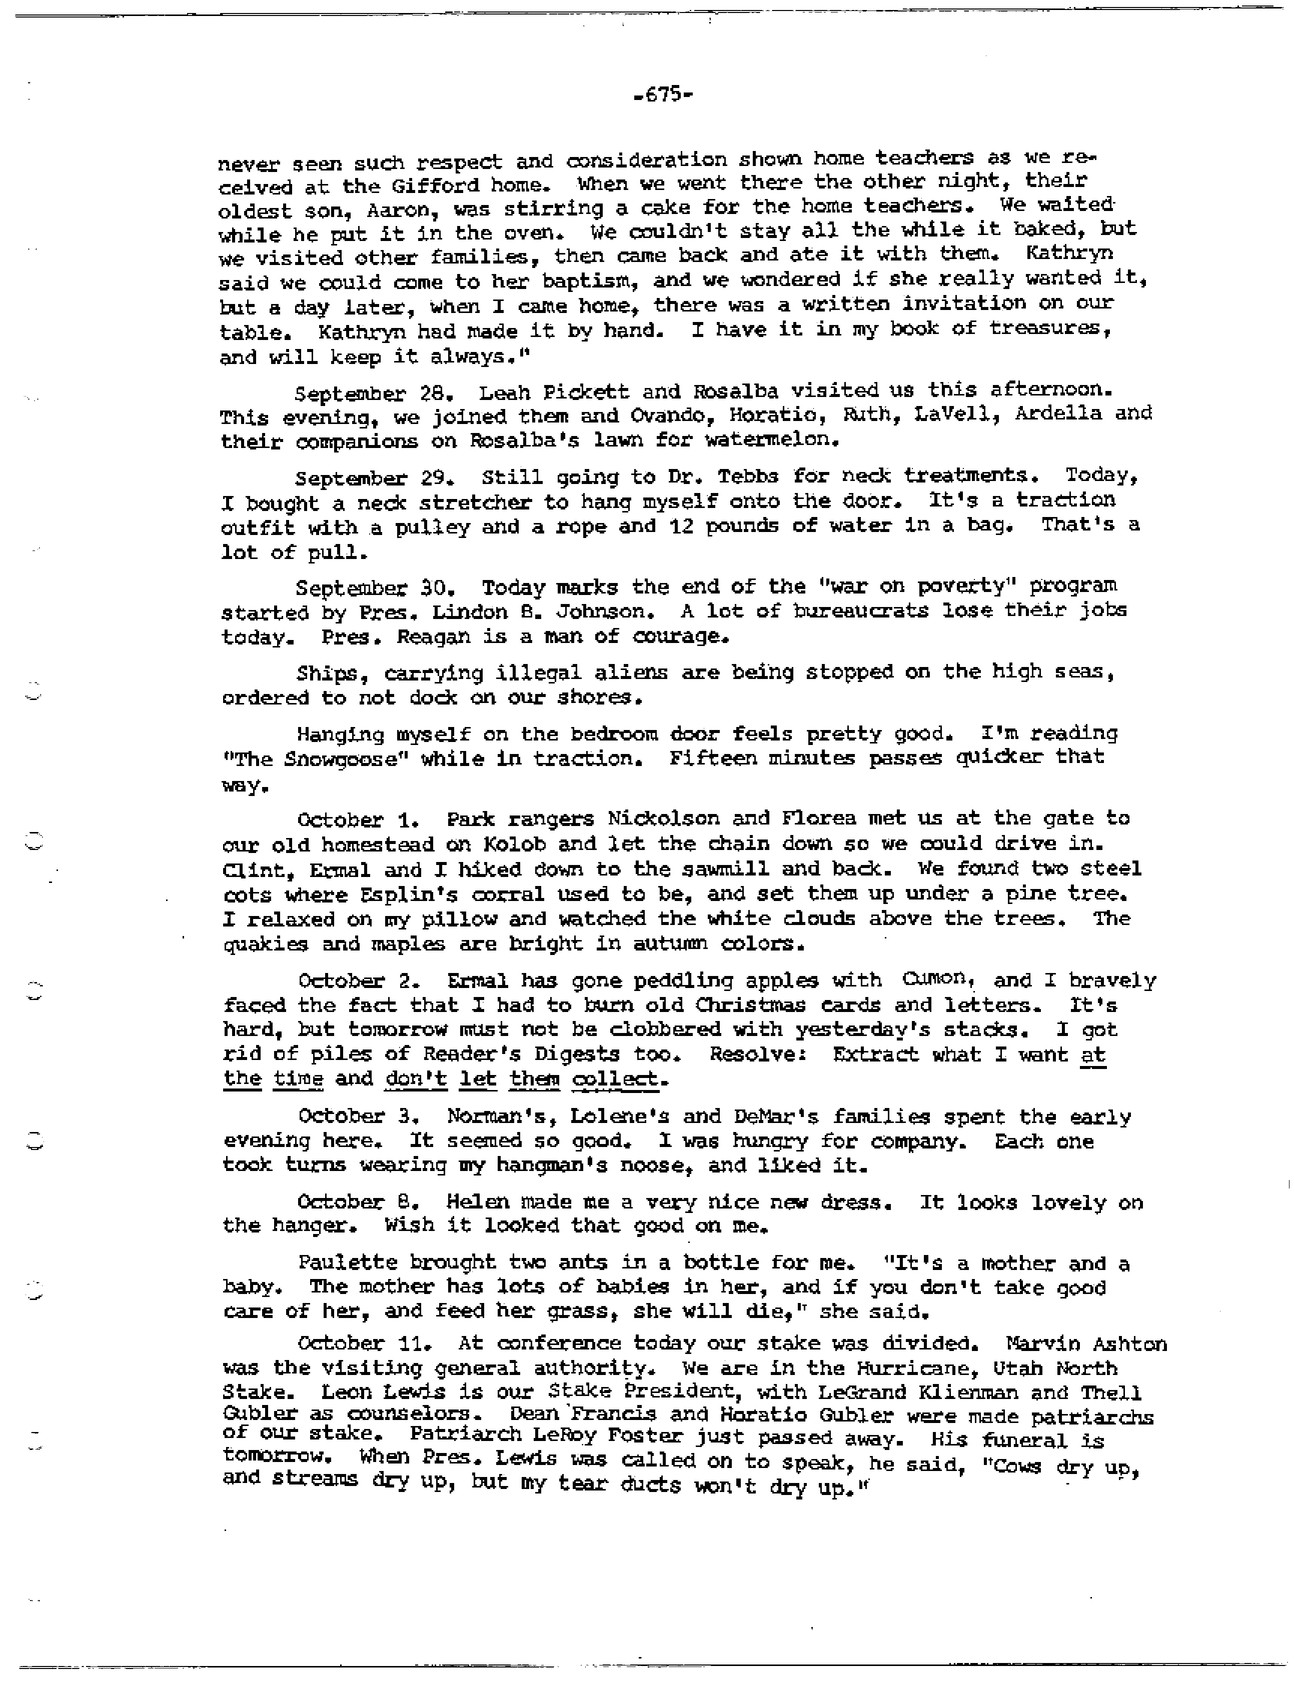 -675-
never seen such respect and consideration shown home teachers as we re-
ceived at the Gifford home. When we went there the other night, their
oldest son, Aaron, was stirring a cake for the home teachers. We waited
while he put it in the oven. We couldn't stay all the while it baked, but
we visited other families, then came back and ate it with them. Kathryn
said we could come to her baptism, and we wondered if she really wanted it,
but a day later, when I came home, there was a written invitation on our
table. Kathryn had made it by hand. I have it in my book of treasures,
and will keep it always."
September 28. Leah Pickett and Rosalba visited us this afternoon.
This evening, we joined them and Ovando, Horatio, Ruth, LaVell, Ardella and
their companions on Rosalba's lawn for watermelon.
September 29. Still going to Dr. Tebbs for neck treatments. Today,
I bought a neck stretcher to hang myself onto the door. It's a traction
outfit with a pulley and a rope and 12 pounds of water in a bag. That's a
lot of pull.
September 30. Today marks the end of the "war on poverty" program
started by Pres. Lindon B. Johnson. A lot of bureaucrats lose their jobs
today. Pres. Reagan is a man of courage.
Ships, carrying illegal aliens are being stopped on the high seas,
ordered to not dock on our shores.
Hanging myself on the bedroom door feels pretty good. I'm reading
"The Snowgoose" while in traction. Fifteen minutes passes quicker that
way.
October 1. Park rangers Nickolson and Florea met us at the gate to
our old homestead on Kolob and let the chain down so we could drive in.
Clint, Ermal and I hiked down to the sawmill and back. We found two steel
cots where Esplin's corral used to be, and set them up under a pine tree.
I relaxed on my pillow and watched the white clouds above the trees. The
quakies and maples are bright in autumn colors.
October 2. Ermal has gone peddling apples with Cumon, and I bravely
faced the fact that I had to burn old Christmas cards and letters. It's
hard, but tomorrow must not be clobbered with yesterday's stacks. I got
rid of piles of Reader's Digests too. Resolve: Extract what I want at
the time and don't let them collect.
October 3. Norman's, Lolene's and DeMar's families spent the early
evening here. It seemed so good. I was hungry for company. Each one
took turns wearing my hangman's noose, and liked it.
October 8. Helen made me a very nice new dress. It looks lovely on
the hanger. Wish it looked that good on me.
Paulette brought two ants in a bottle for me. "It's a mother and a
baby. The mother has lots of babies in her, and if you don't take good
care of her, and feed her grass, she will die," she said.
October 11. At conference today our stake was divided. Marvin Ashton
was the visiting general authority. We are in the Hurricane, Utah North
Stake. Leon Lewis is our Stake President, with LeGrand Klienman and Thell
Gubler as counselors. Dean Francis and Horatio Gubler were made patriarchs
of our stake. Patriarch LeRoy Foster just passed away. His funeral is
tomorrow. When Pres. Lewis was called on to speak, he said, "Cows dry up,
and streams dry up, but my tear ducts won't dry up."